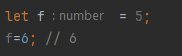 let f : number = 5;
f=6; // 6